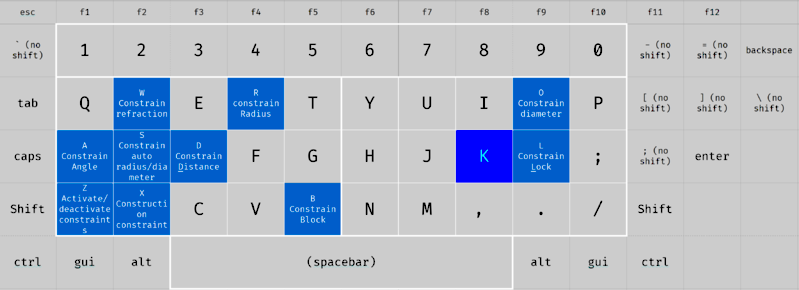 esc f1 f2 f3 f4 f5 f6 f7 f8 f9 f10 f11 f12
` (no shift) 1 2 3 4 5 6 7 8 9 0 - (no shift) = (no shift) backspace
tab Q W Constrain refraction E R constrain Radius T Y U I O Constrain diameter P [ (no shift) ] (no shift) \ (no shift)
caps A Constrain Angle S Constrain auto radius/diameter D Constrain Distance F G H J K L Constrain Lock ; ; (no shift) enter
Shift Z Activate/deactivate constraints X Construction constraint C V B Constrain Block N M , . / Shift
ctrl gui alt (spacebar) alt gui ctrl